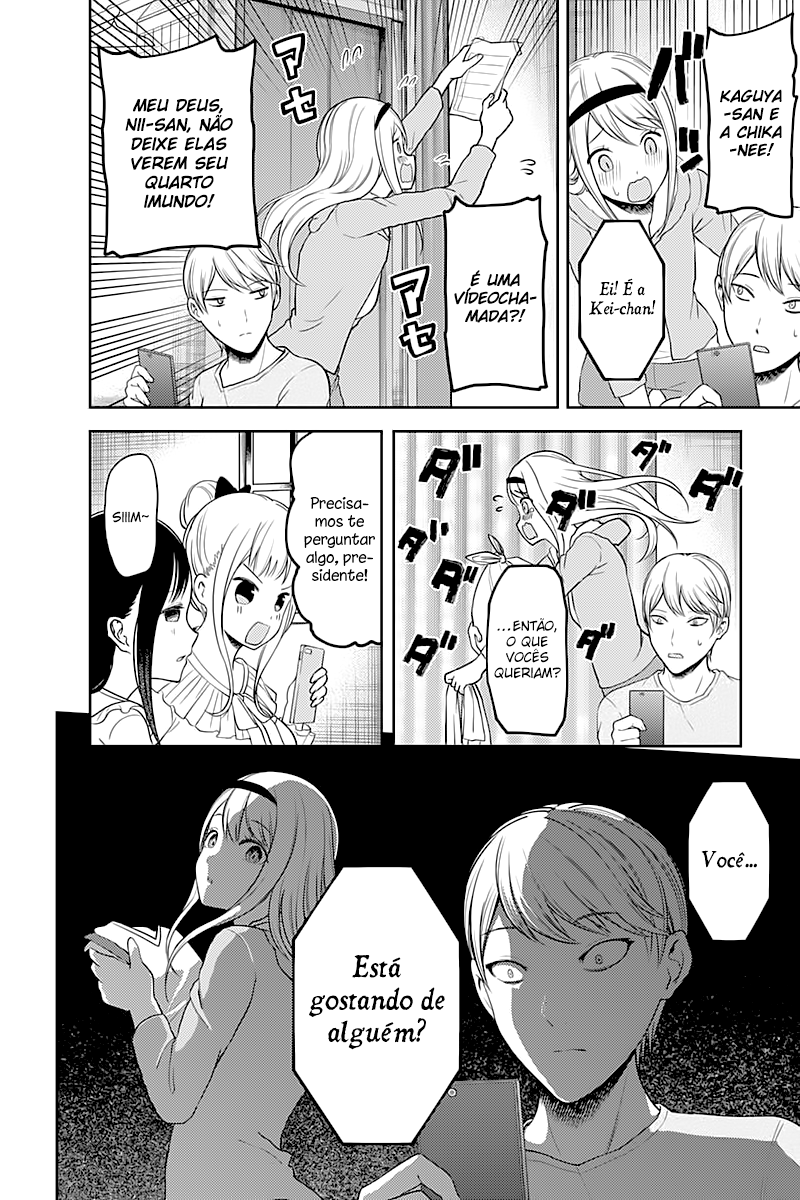 KAGUYA
-SAN E
A CHIKA
-NEE!
バ
バ
Ei! É a
Kei-chan!
É UMA
VÍDEOCHA-
MADA?!
アセ
アセ
MEU DEUS,
NII-SAN, NÃO
DEIXE ELAS
VEREM SEU
QUARTO
IMUNDO!
ダ
ダ
ダ
ダ
ダ
ダ
ダ
ダ
...ENTÃO,
O QUE
VOCÊS
QUERIAM?
Precisa-
mos te
perguntar
algo, pre-
sidente!
SIIIM~
Você...
Está
gostando de
alguém?